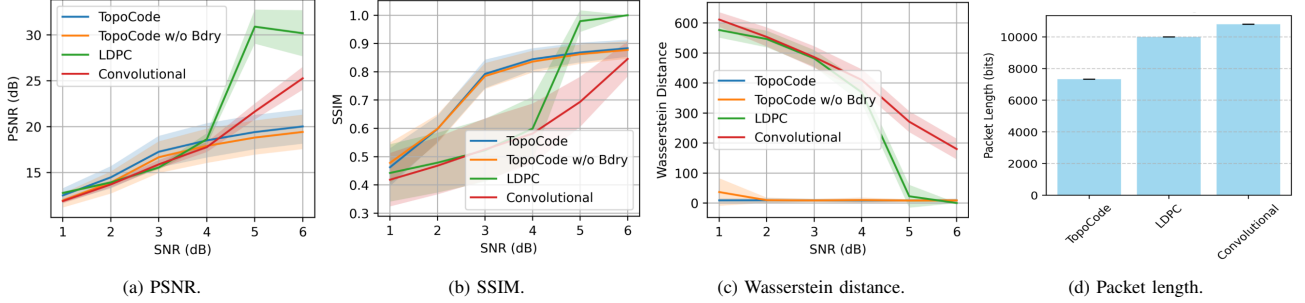 PSNR (dB)
30
25
20
15
TopoCode
TopoCode w/o Bdry
LDPC
Convolutional
1 2 3 4 5 6
SNR (dB)
(a) PSNR.
SSIM
1.0
0.9
0.8
0.7
0.6
0.5
0.4
0.3
TopoCode
TopoCode w/o Bdry
LDPC
Convolutional
1 2 3 4 5 6
SNR (dB)
(b) SSIM.
Wasserstein Distance
600
500
400
300
200
100
0
TopoCode
TopoCode w/o Bdry
LDPC
Convolutional
1 2 3 4 5 6
SNR (dB)
(c) Wasserstein distance.
Packet Length (bits)
10000
8000
6000
4000
2000
0
TopoCode
LDPC
Convolutional
(d) Packet length.